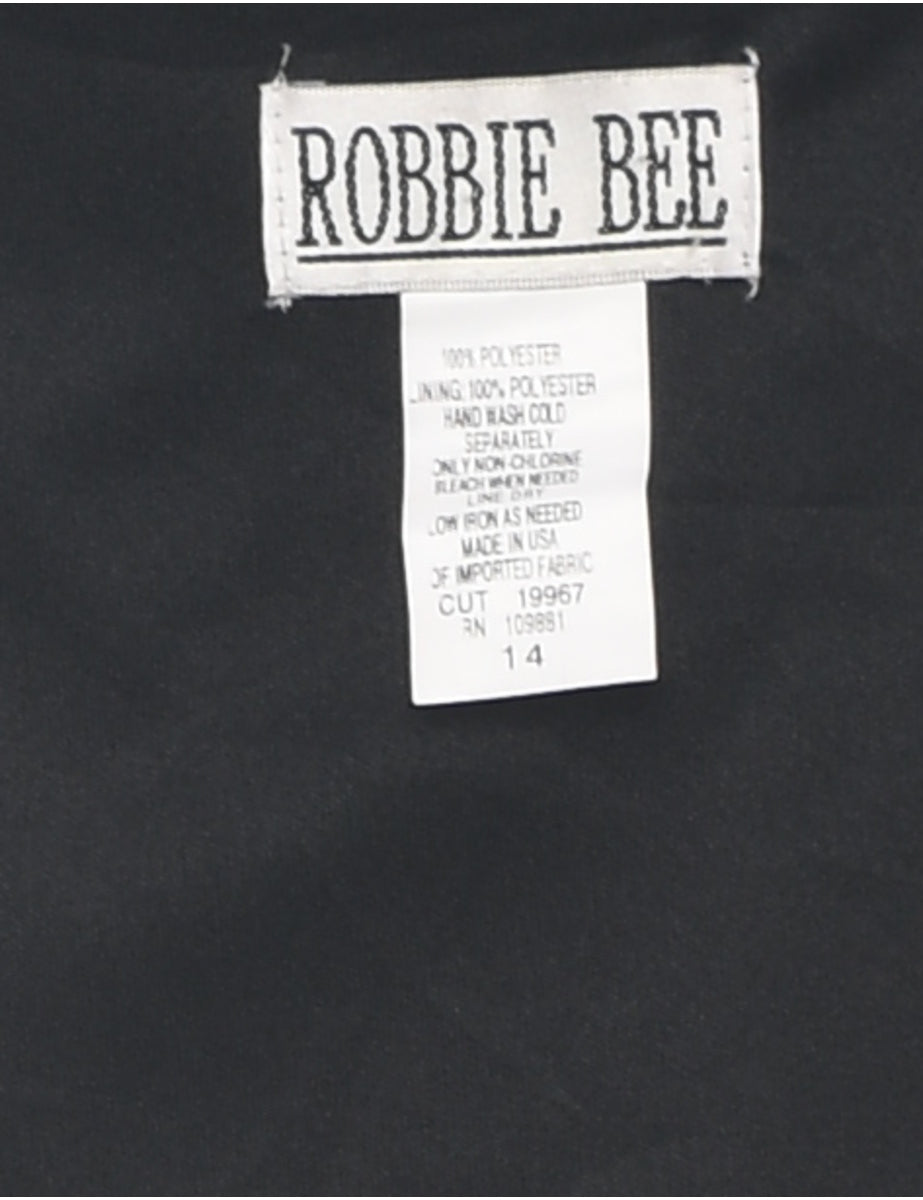 ROBBIE BEE
100% POLYESTER
LINING: 100% POLYESTER
HAND WASH COLD
SEPARATELY
ONLY NON-CHLORINE
BLEACH WHEN NEEDED
LINE DRY
LOW IRON AS NEEDED
MADE IN USA
OF IMPORTED FABRIC
CUT 19967
RN 109881
14